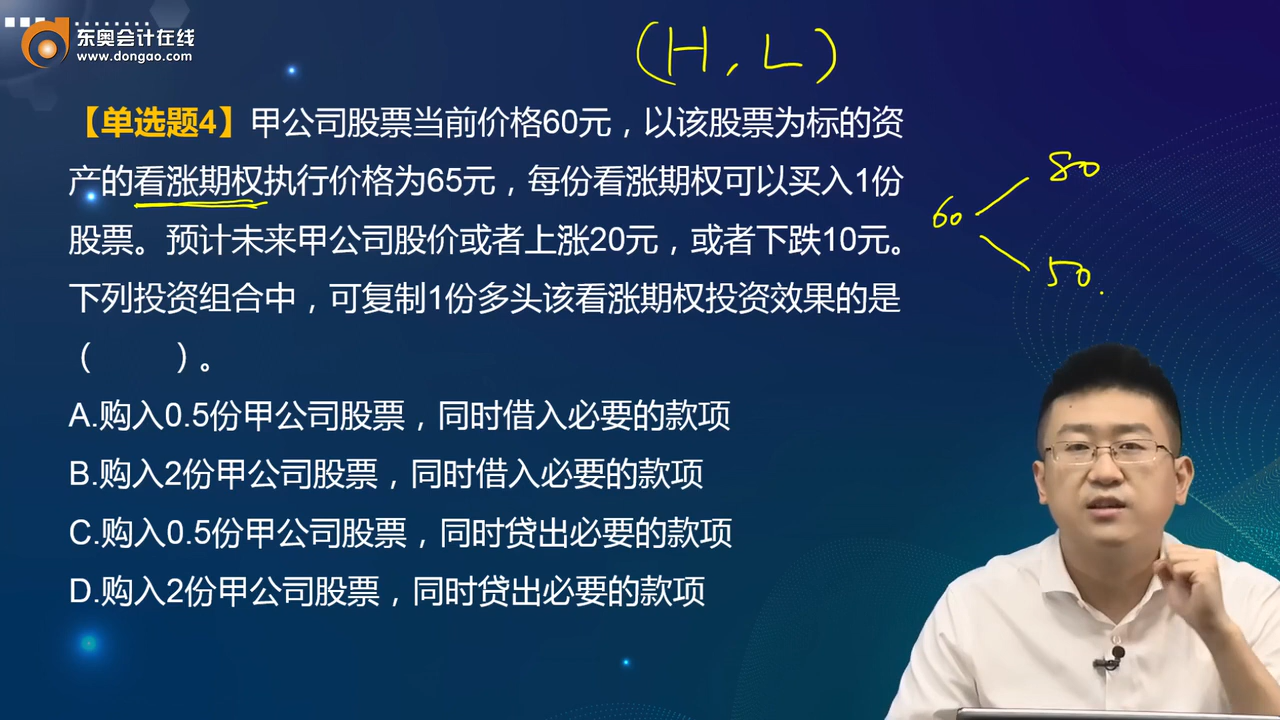 东奥会计在线
www.dongao.com
(H, L)
【单选题4】甲公司股票当前价格60元，以该股票为标的资
产的看涨期权执行价格为65元，每份看涨期权可以买入1份
股票。预计未来甲公司股价或者上涨20元，或者下跌10元。
下列投资组合中，可复制1份多头该看涨期权投资效果的是
（ ）。
A.购入0.5份甲公司股票，同时借入必要的款项
B.购入2份甲公司股票，同时借入必要的款项
C.购入0.5份甲公司股票，同时贷出必要的款项
D.购入2份甲公司股票，同时贷出必要的款项
80
60
50.